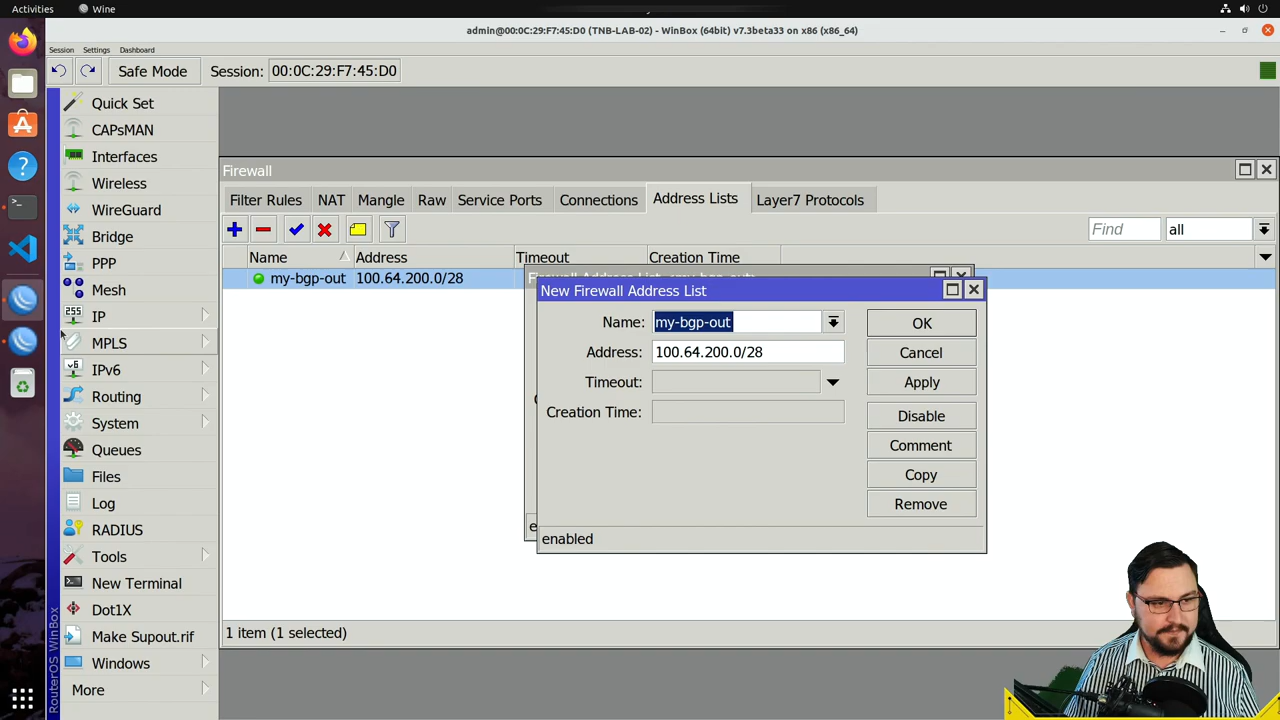 Activities
Wine
admin@00:0C:29:F7:45:D0 (TNB-LAB-02) - WinBox (64bit) v7.3beta33 on x86 (x86_64)
Session Settings Dashboard
Safe Mode Session: 00:0C:29:F7:45:D0
Quick Set
CAPsMAN
Interfaces
Wireless
WireGuard
Bridge
PPP
Mesh
255
IP
MPLS
v6
IPv6
Routing
System
Queues
Files
Log
RADIUS
Tools
New Terminal
Dot1X
Make Supout.rif
Windows
More
RouterOS WinBox
Firewall
Filter Rules NAT Mangle Raw Service Ports Connections Address Lists Layer7 Protocols
Find all
Name Address Timeout Creation Time
my-bgp-out 100.64.200.0/28
New Firewall Address List
Name: my-bgp-out OK
Address: 100.64.200.0/28 Cancel
Timeout: Apply
Creation Time:
Disable
Comment
Copy
Remove
enabled
1 item (1 selected)